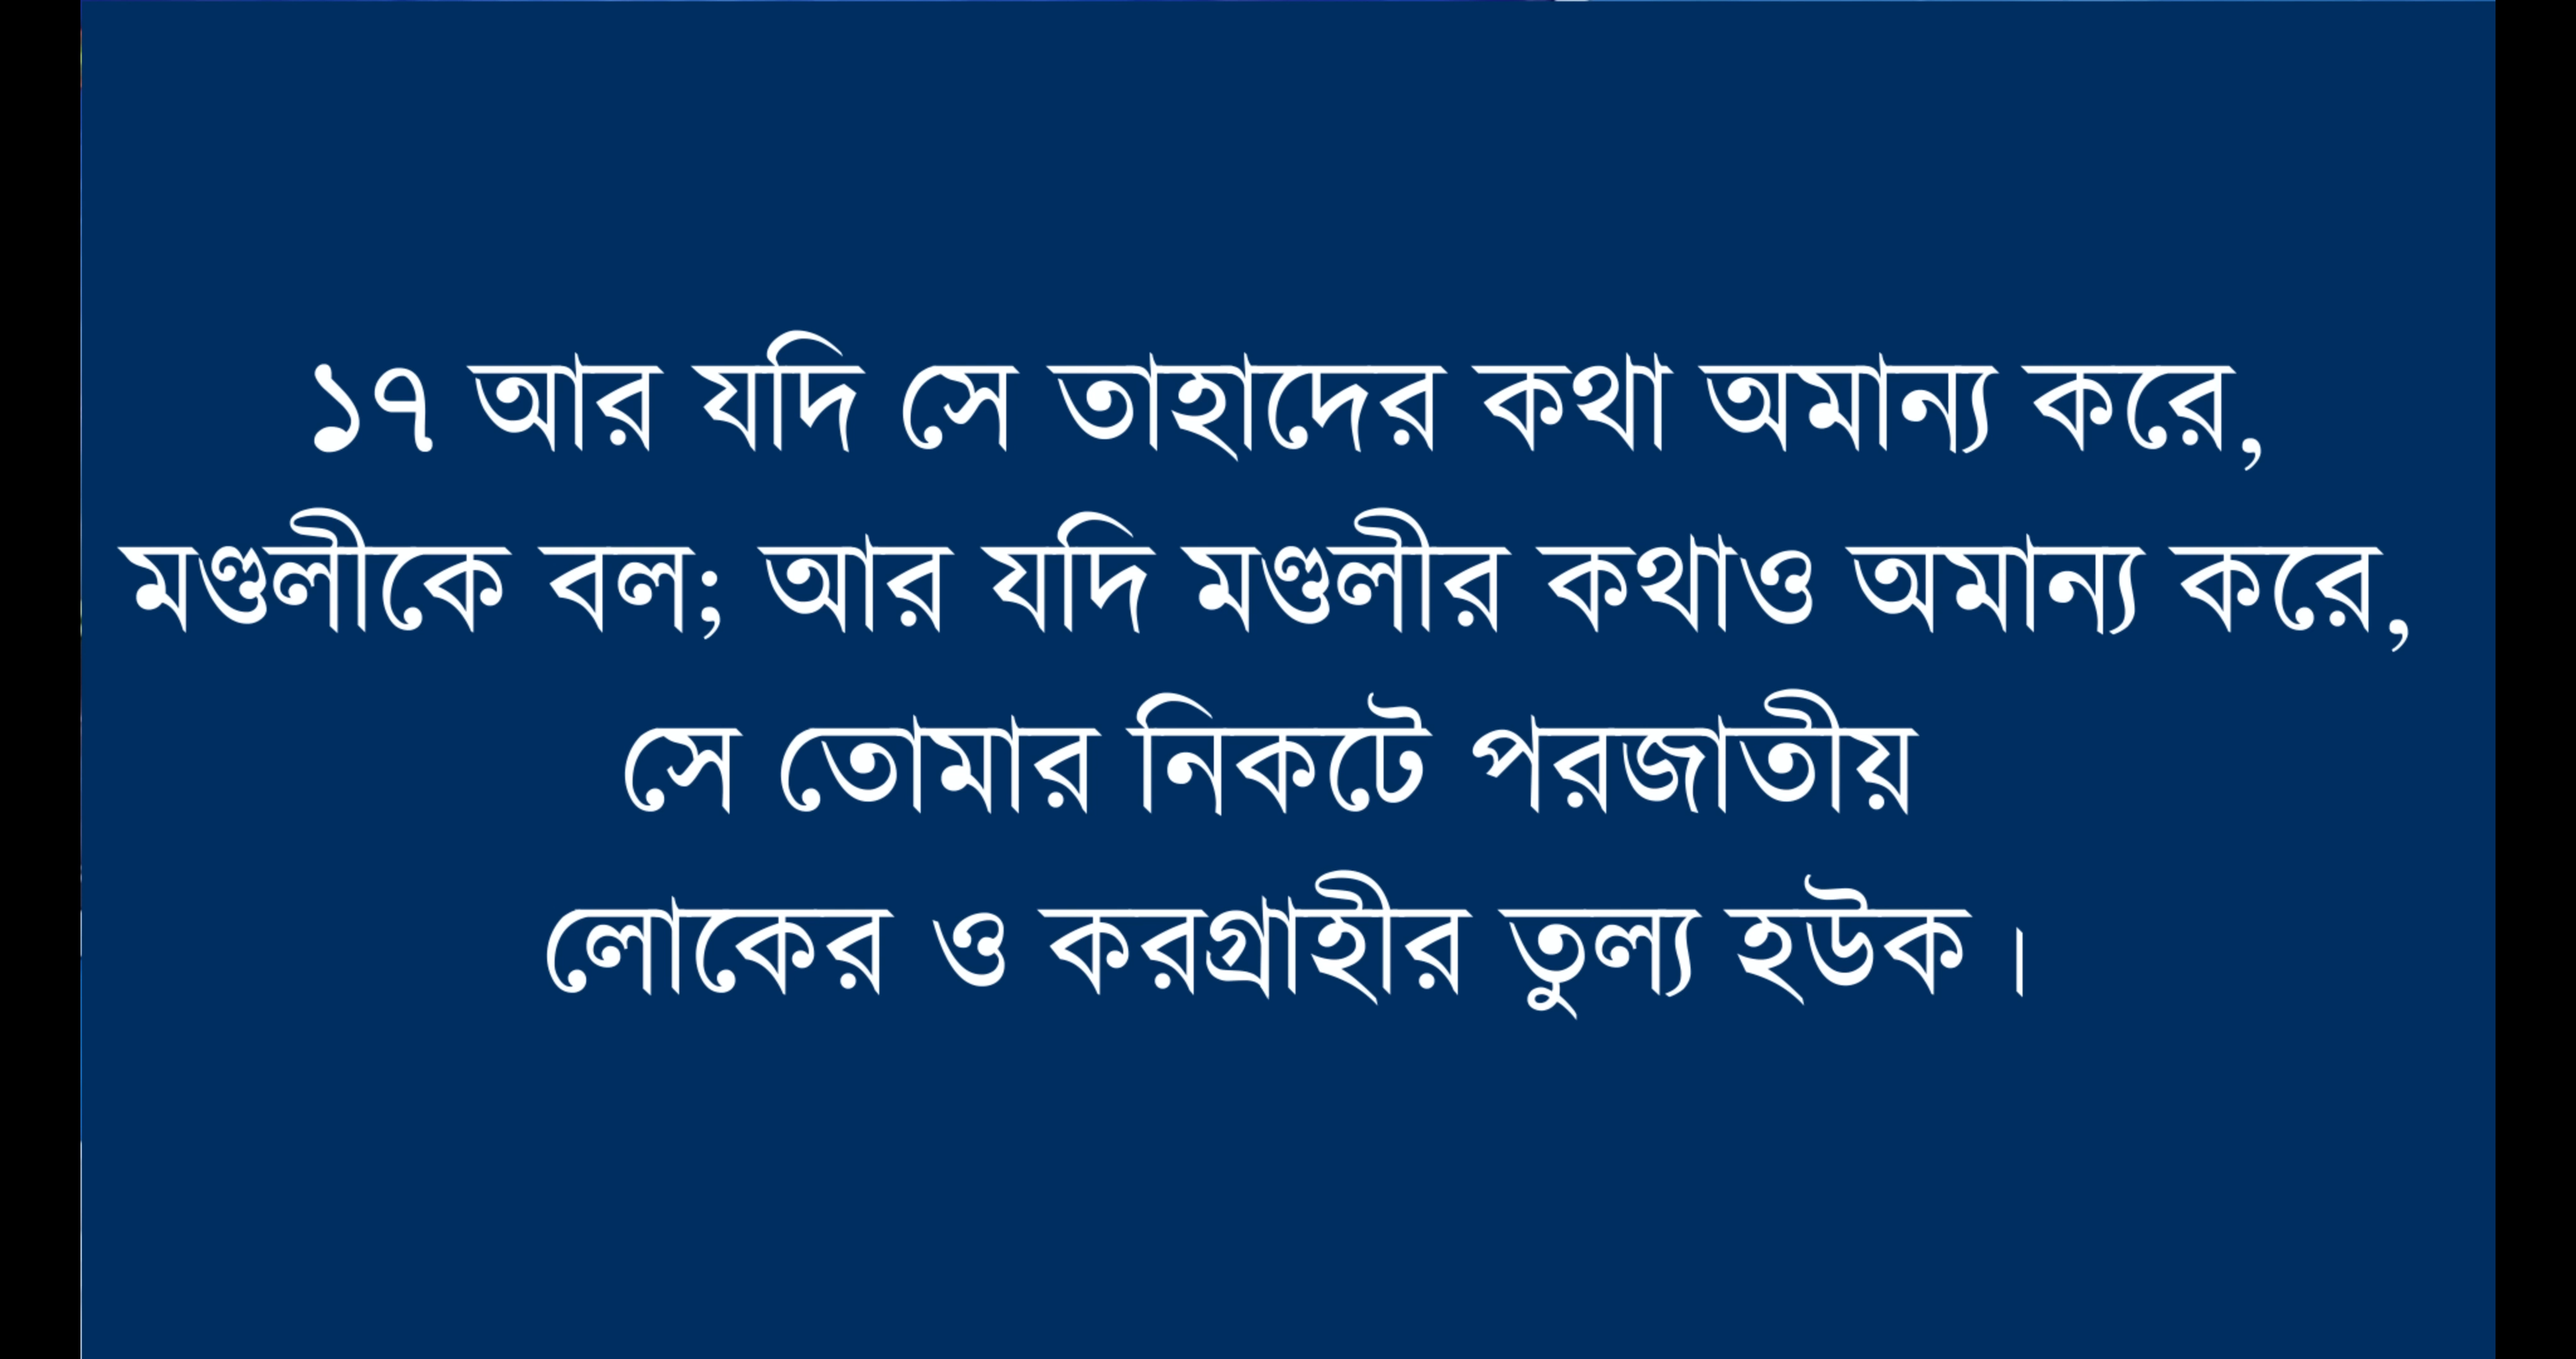 ১৭ আর যদি সে তাহাদের কথা অমান্য করে,
মণ্ডলীকে বল; আর যদি মণ্ডলীর কথাও অমান্য করে,
সে তোমার নিকটে পরজাতীয়
লোকের ও করগ্রাহীর তুল্য হউক।